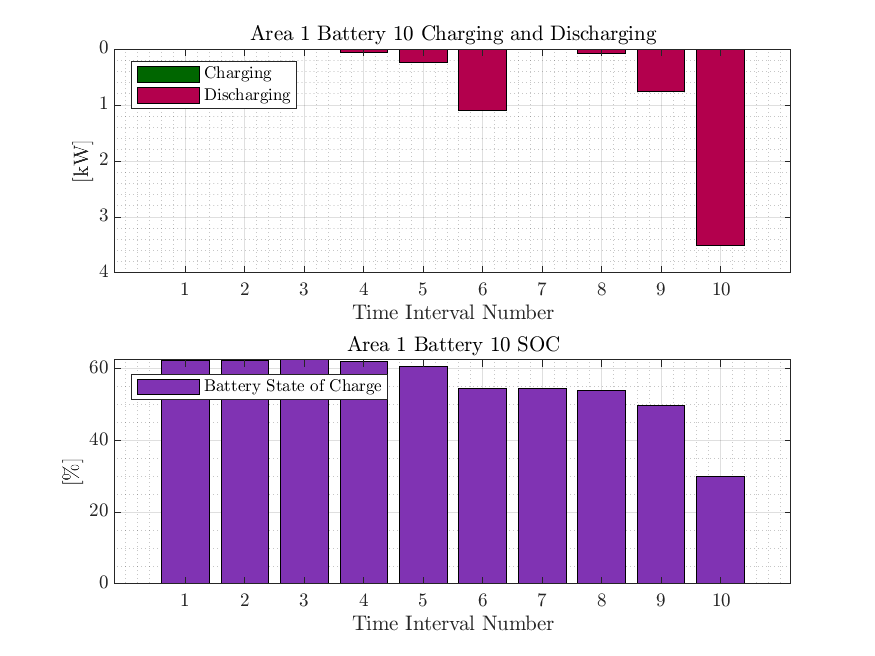 Area 1 Battery 10 Charging and Discharging
0
1
2
3
4
[kW]
Charging
Discharging
1 2 3 4 5 6 7 8 9 10
Time Interval Number
Area 1 Battery 10 SOC
60
40
20
0
[%]
Battery State of Charge
1 2 3 4 5 6 7 8 9 10
Time Interval Number